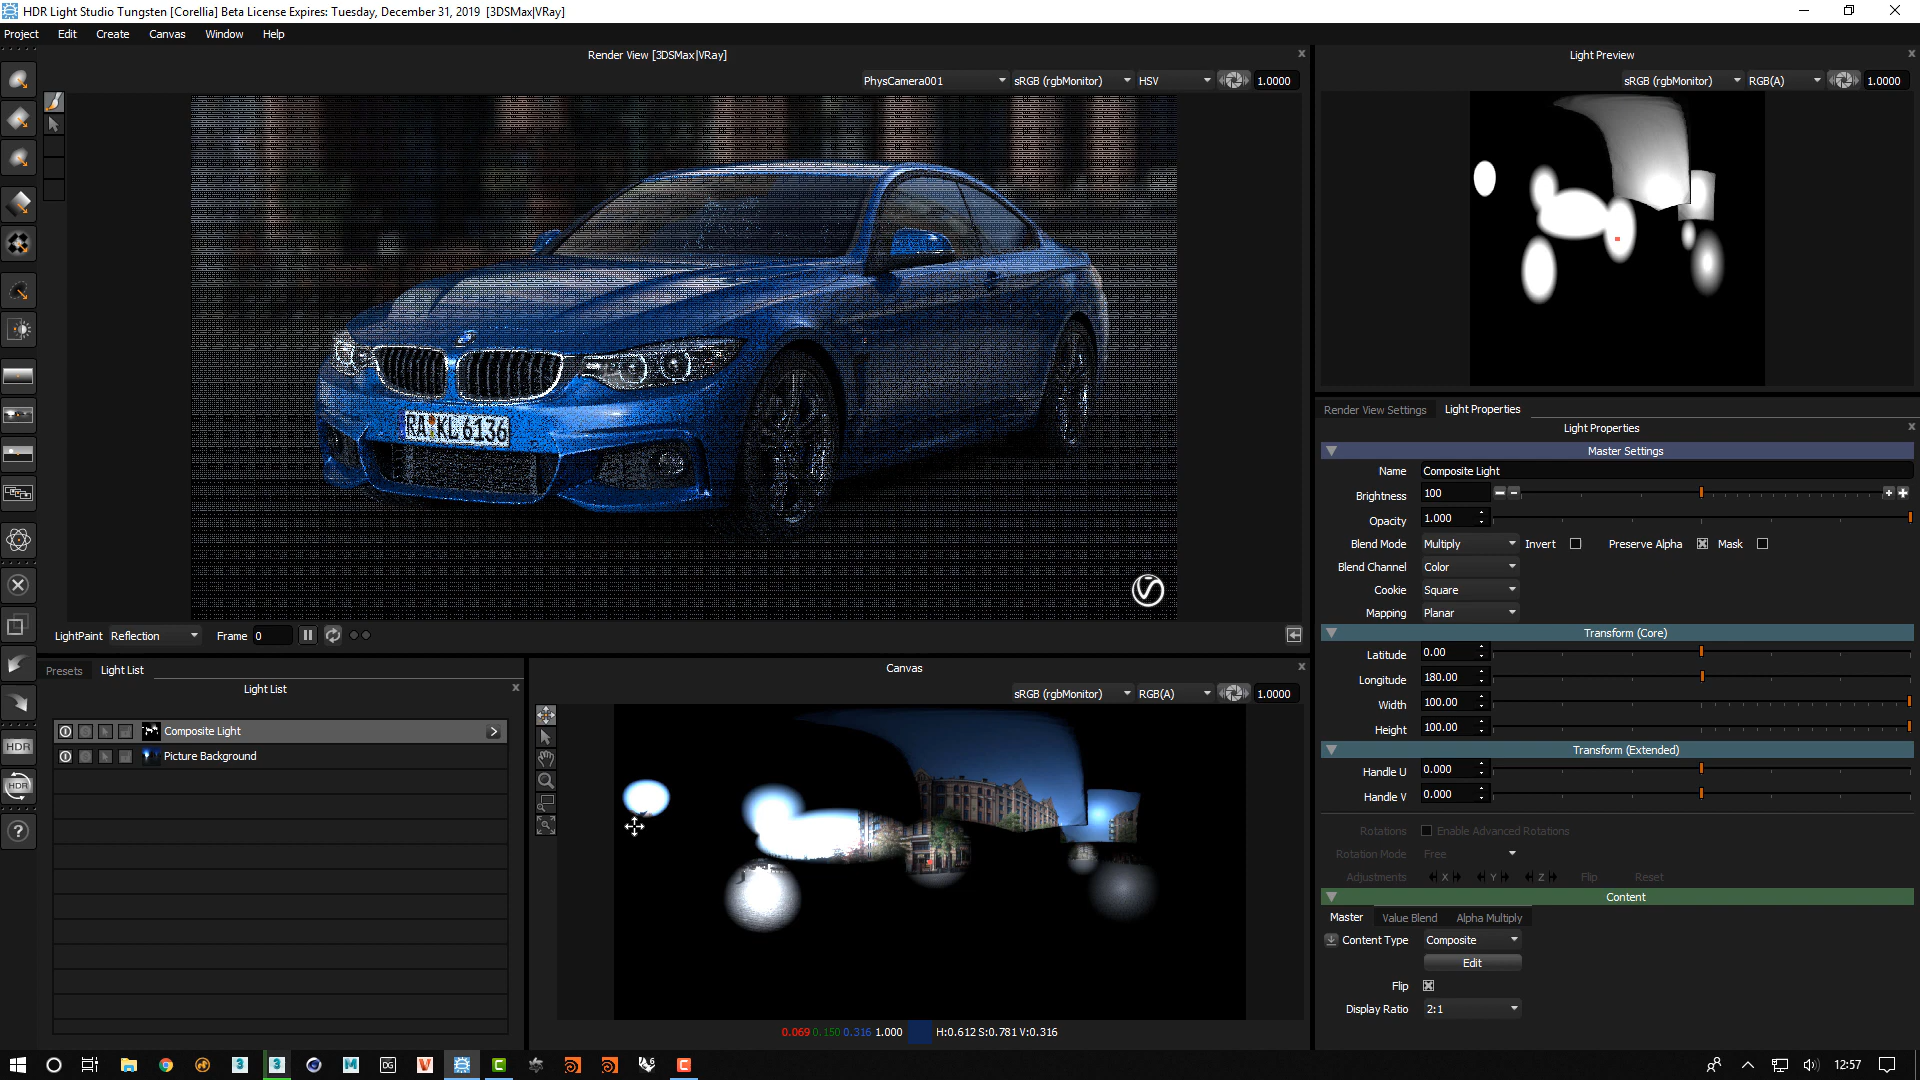 HDR Light Studio Tungsten [Corellia] Beta License Expires: Tuesday, December 31, 2019 [3DSMax|VRay]
Project Edit Create Canvas Window Help
Render View [3DSMax|VRay]
PhysCamera001 sRGB (rgbMonitor) HSV 1.0000
RA KL 6136
LightPaint Reflection Frame 0
Light Preview
sRGB (rgbMonitor) RGB(A) 1.0000
Render View Settings Light Properties
Light Properties
Master Settings
Name Composite Light
Brightness 100
Opacity 1.000
Blend Mode Multiply Invert Preserve Alpha Mask
Blend Channel Color
Cookie Square
Mapping Planar
Transform (Core)
Latitude 0.00
Longitude 180.00
Width 100.00
Height 100.00
Transform (Extended)
Handle U 0.000
Handle V 0.000
Rotations Enable Advanced Rotations
Rotation Mode Free
Adjustments X Y Z Flip Reset
Content
Master Value Blend Alpha Multiply
Content Type Composite
Edit
Flip
Display Ratio 2:1
Presets Light List
Light List
Composite Light
Picture Background
Canvas
sRGB (rgbMonitor) RGB(A) 1.0000
0.069 0.150 0.316 1.000 H:0.612 S:0.781 V:0.316
HDR
HDR
?
3 3 M DG V C 6 C
12:57